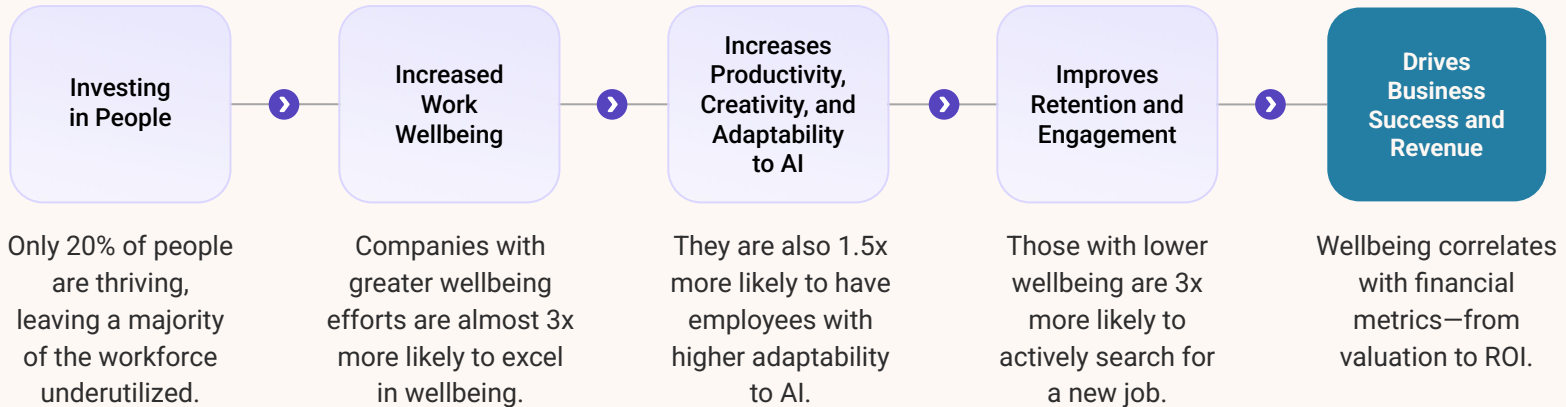 Investing
in People
Increased
Work
Wellbeing
Increases
Productivity,
Creativity, and
Adaptability
to AI
Improves
Retention and
Engagement
Drives
Business
Success and
Revenue
Only 20% of people
are thriving,
leaving a majority
of the workforce
underutilized.
Companies with
greater wellbeing
efforts are almost 3x
more likely to excel
in wellbeing.
They are also 1.5x
more likely to have
employees with
higher adaptability
to AI.
Those with lower
wellbeing are 3x
more likely to
actively search for
a new job.
Wellbeing correlates
with financial
metrics—from
valuation to ROI.